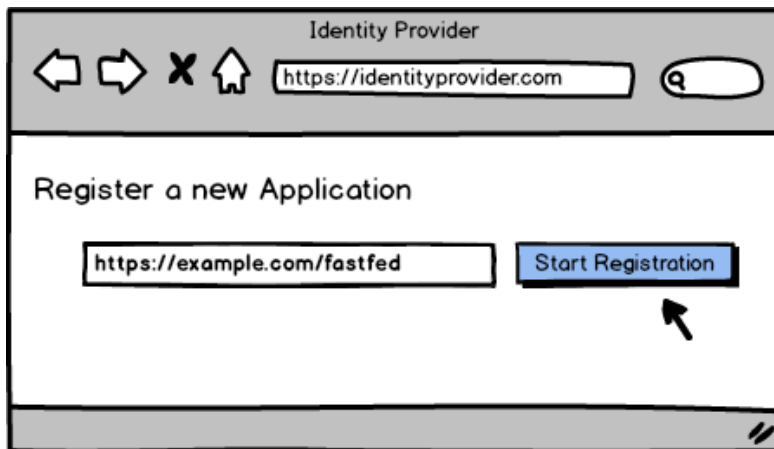 Identity Provider
https://identityprovider.com
Register a new Application
https://example.com/fastfed
Start Registration